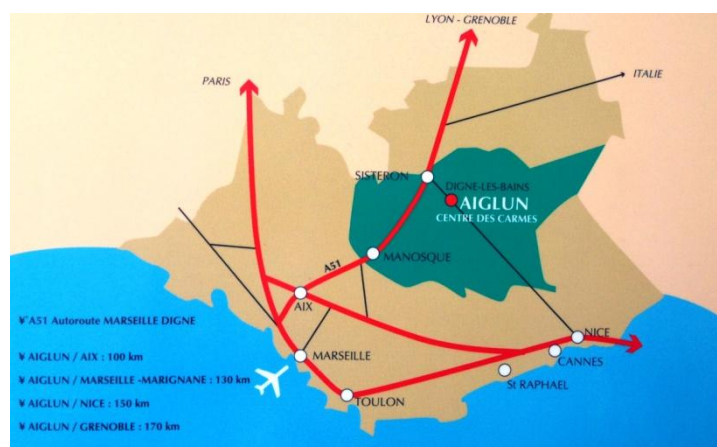 LYON - GRENOBLE
PARIS
ITALIE
SISTERON
DIGNE-LES-BAINS
AIGLUN
CENTRE DES CARMES
MANOSQUE
A51
AIX
¥ A51 Autoroute MARSEILLE DIGNE
NICE
MARSEILLE
¥ AIGLUN / AIX : 100 km
CANNES
¥ AIGLUN / MARSEILLE -MARIGNANE : 130 km
St RAPHAEL
TOULON
¥ AIGLUN / NICE : 150 km
¥ AIGLUN / GRENOBLE : 170 km